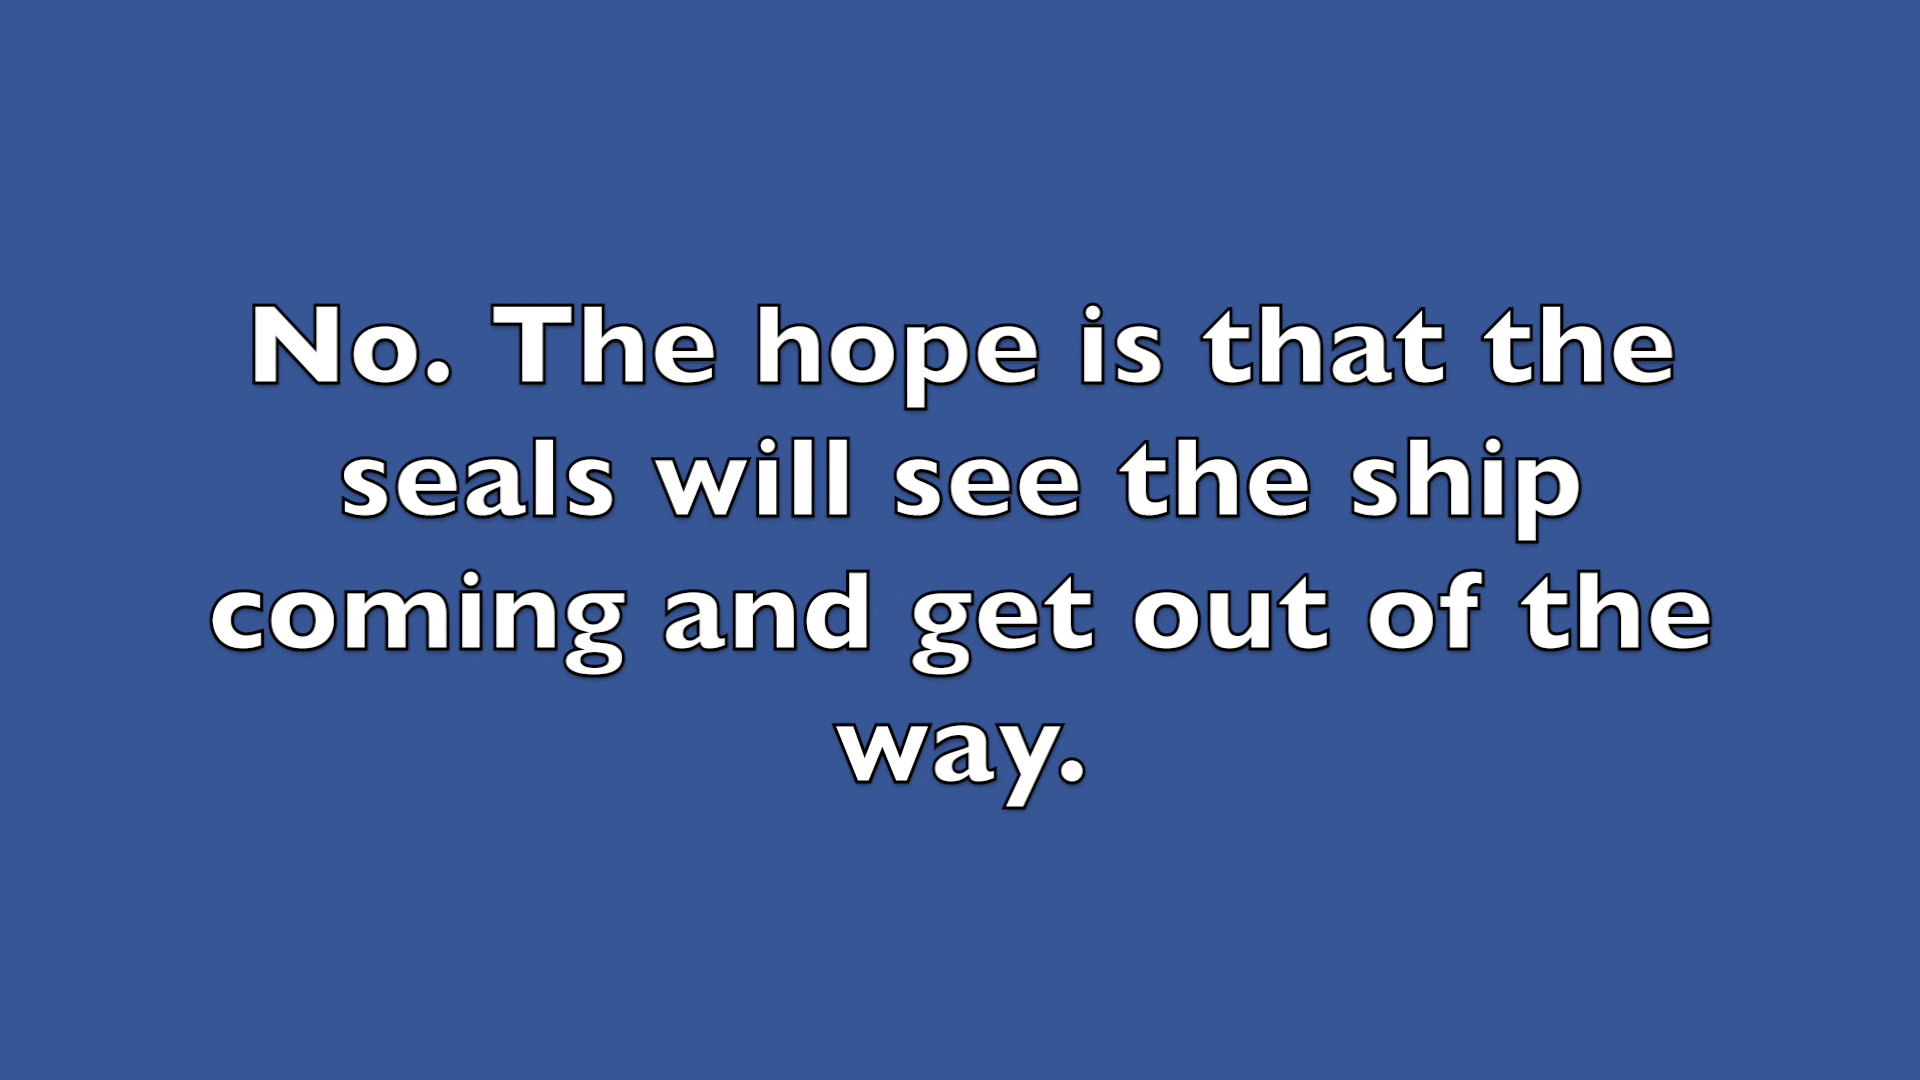 No. The hope is that the
seals will see the ship
coming and get out of the
way.